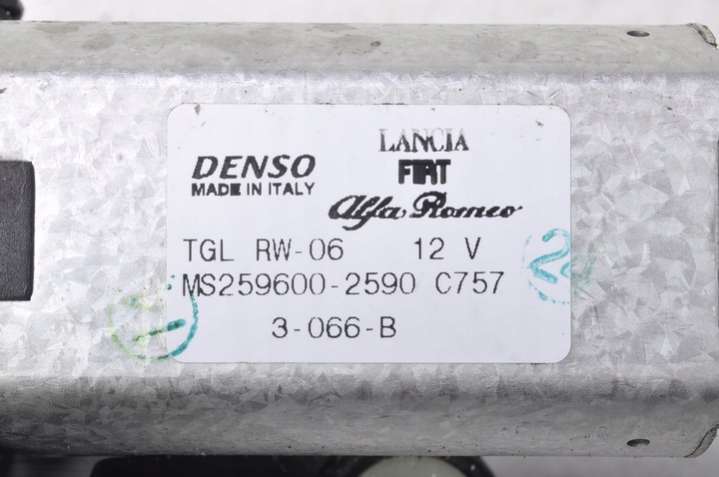 DENSO
MADE IN ITALY
LANCIA
FIAT
Alfa Romeo
TGL RW-06 12 V
MS259600-2590 C757
3-066-B